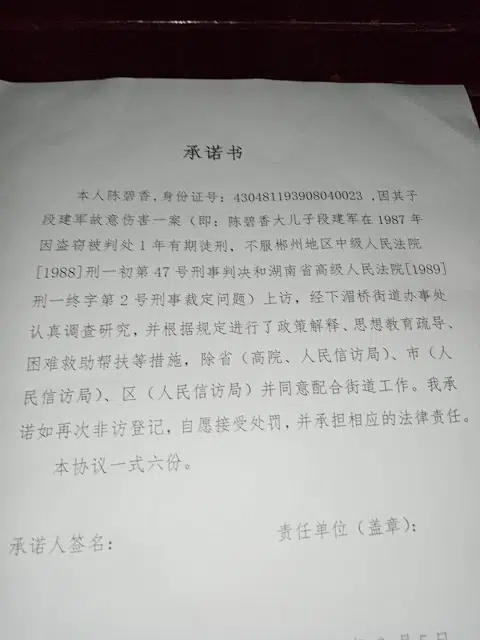 承诺书
本人陈碧香,身份证号:430481193908040023,因其子
段建军故意伤害一案(即:陈碧香大儿子段建军在1987年
因盗窃被判处1年有期徒刑,不服郴州地区中级人民法院
[1988]刑一初第47号刑事判决和湖南省高级人民法院[1989]
刑一终字第2号刑事裁定问题)上访,经下湄桥街道办事处
认真调查研究,并根据规定进行了政策解释、思想教育疏导、
困难救助帮扶等措施,除省(高院、人民信访局)、市(人
民信访局)、区(人民信访局)并同意配合街道工作。我承
诺如再次非访登记,自愿接受处罚,并承担相应的法律责任。
本协议一式六份。
承诺人签名:
责任单位(盖章):
月5日